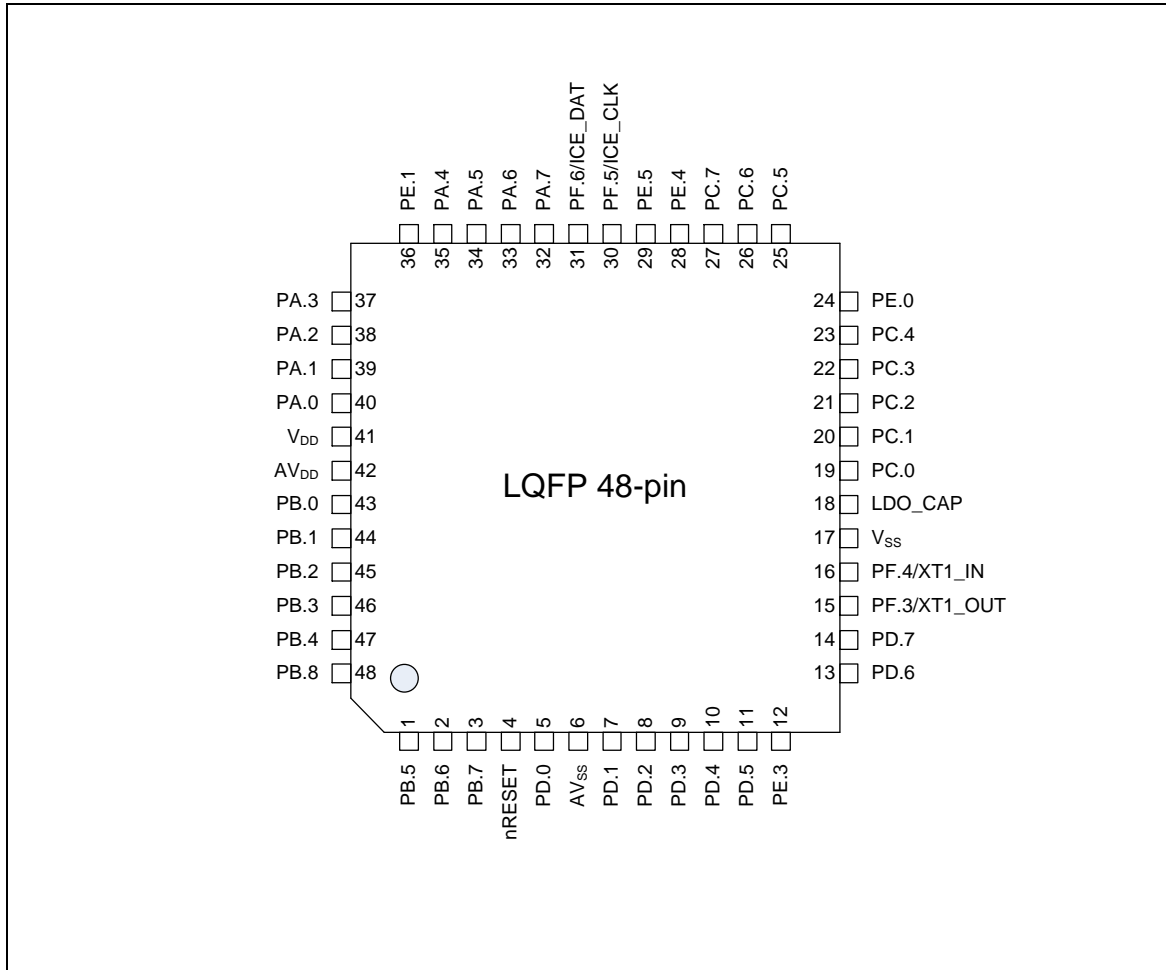 PE.1
PA.4
PA.5
PA.6
PA.7
PF.6/ICE_DAT
PF.5/ICE_CLK
PE.5
PE.4
PC.7
PC.6
PC.5
36
35
34
33
32
31
30
29
28
27
26
25
PA.3 37
PA.2 38
PA.1 39
PA.0 40
VDD 41
AVDD 42
PB.0 43
PB.1 44
PB.2 45
PB.3 46
PB.4 47
PB.8 48
LQFP 48-pin
24 PE.0
23 PC.4
22 PC.3
21 PC.2
20 PC.1
19 PC.0
18 LDO_CAP
17 VSS
16 PF.4/XT1_IN
15 PF.3/XT1_OUT
14 PD.7
13 PD.6
1
2
3
4
5
6
7
8
9
10
11
12
PB.5
PB.6
PB.7
nRESET
PD.0
AVSS
PD.1
PD.2
PD.3
PD.4
PD.5
PE.3